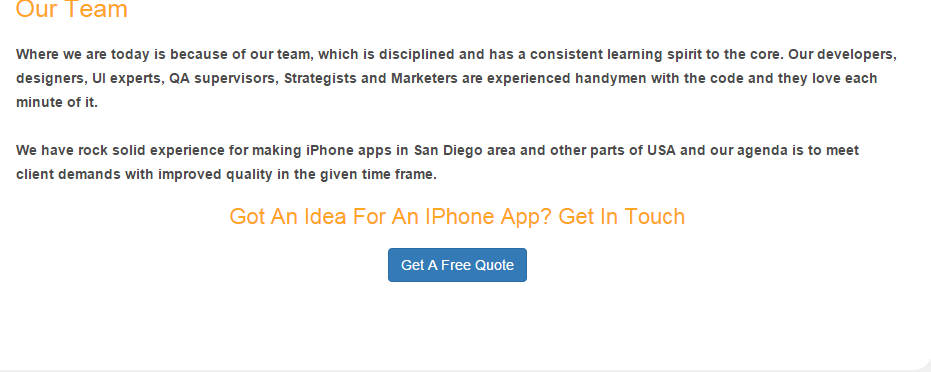 Our Team
Where we are today is because of our team, which is disciplined and has a consistent learning spirit to the core. Our developers,
designers, UI experts, QA supervisors, Strategists and Marketers are experienced handymen with the code and they love each
minute of it.
We have rock solid experience for making iPhone apps in San Diego area and other parts of USA and our agenda is to meet
client demands with improved quality in the given time frame.
Got An Idea For An IPhone App? Get In Touch
Get A Free Quote